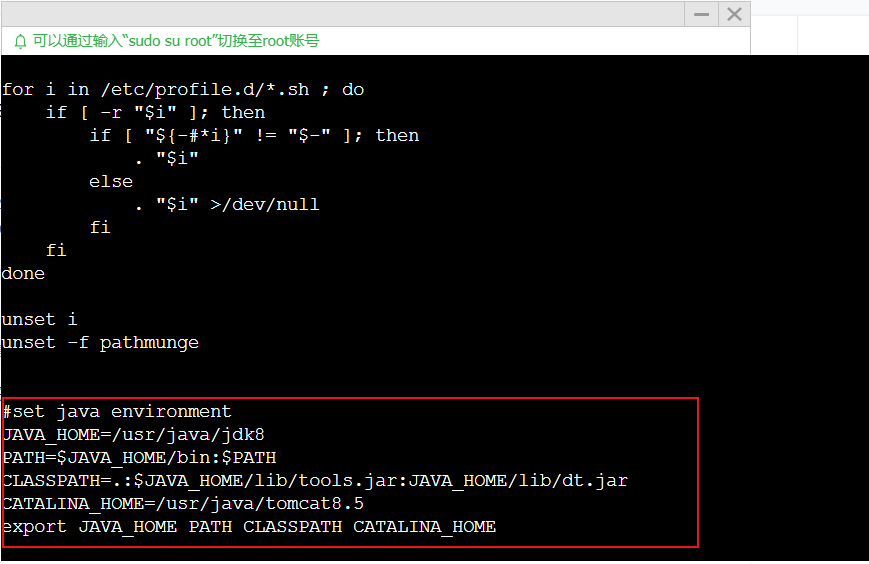 可以通过输入“sudo su root”切换至root账号
for i in /etc/profile.d/*.sh ; do
    if [ -r "$i" ]; then
        if [ "${-#*i}" != "$-" ]; then
            . "$i"
        else
            . "$i" >/dev/null
        fi
    fi
done
unset i
unset -f pathmunge
#set java environment
JAVA_HOME=/usr/java/jdk8
PATH=$JAVA_HOME/bin:$PATH
CLASSPATH=.:$JAVA_HOME/lib/tools.jar:JAVA_HOME/lib/dt.jar
CATALINA_HOME=/usr/java/tomcat8.5
export JAVA_HOME PATH CLASSPATH CATALINA_HOME